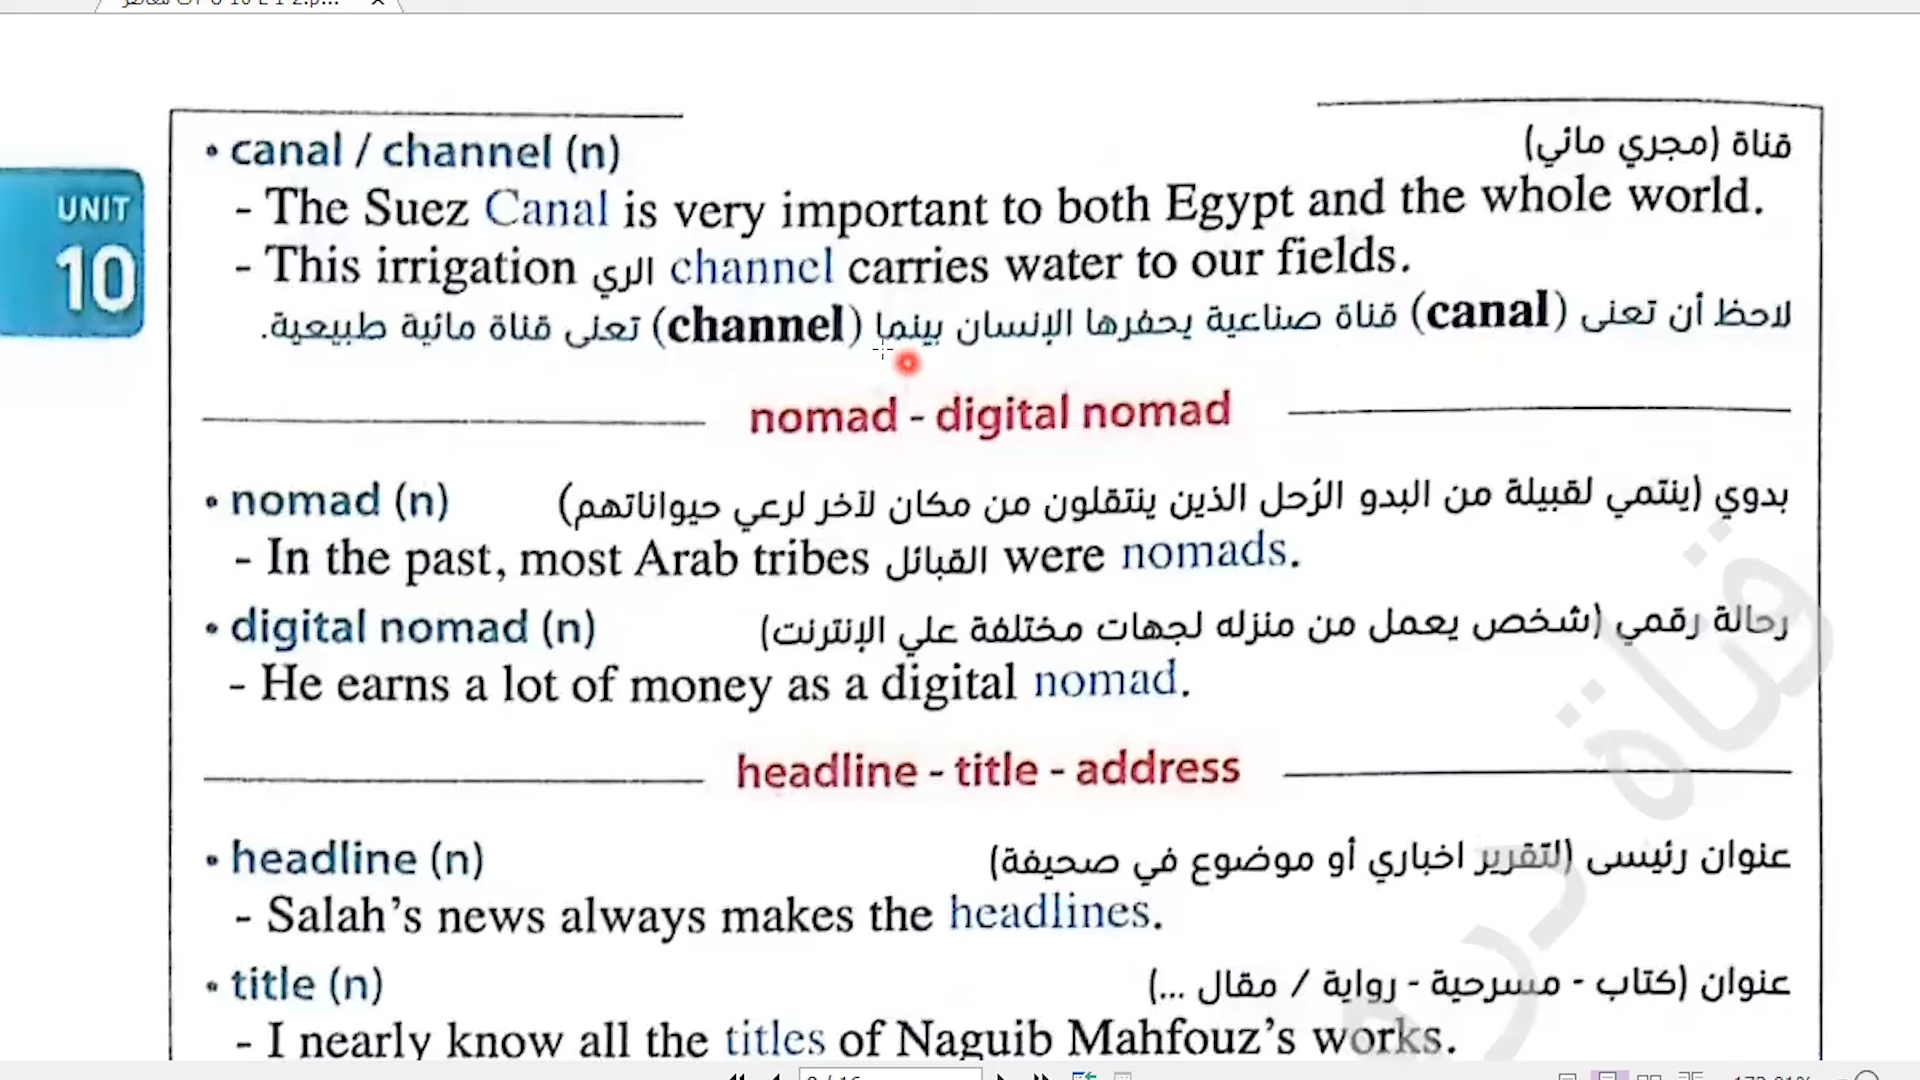 • canal / channel (n) قناة (مجري مائي)
- The Suez Canal is very important to both Egypt and the whole world.
UNIT
10
- This irrigation الري channel carries water to our fields.
لاحظ أن تعنى (canal) قناة صناعية يحفرها الإنسان بينما (channel) تعنى قناة مائية طبيعية.
nomad - digital nomad
• nomad (n) بدوي (ينتمي لقبيلة من البدو الرُحل الذين ينتقلون من مكان لآخر لرعي حيواناتهم)
- In the past, most Arab tribes القبائل were nomads.
• digital nomad (n) رحالة رقمي (شخص يعمل من منزله لجهات مختلفة علي الإنترنت)
- He earns a lot of money as a digital nomad.
headline - title - address
• headline (n) عنوان رئيسى (لتقرير اخباري أو موضوع في صحيفة)
- Salah's news always makes the headlines.
• title (n) عنوان (كتاب - مسرحية - رواية / مقال ...)
- I nearly know all the titles of Naguib Mahfouz's works.
قناة